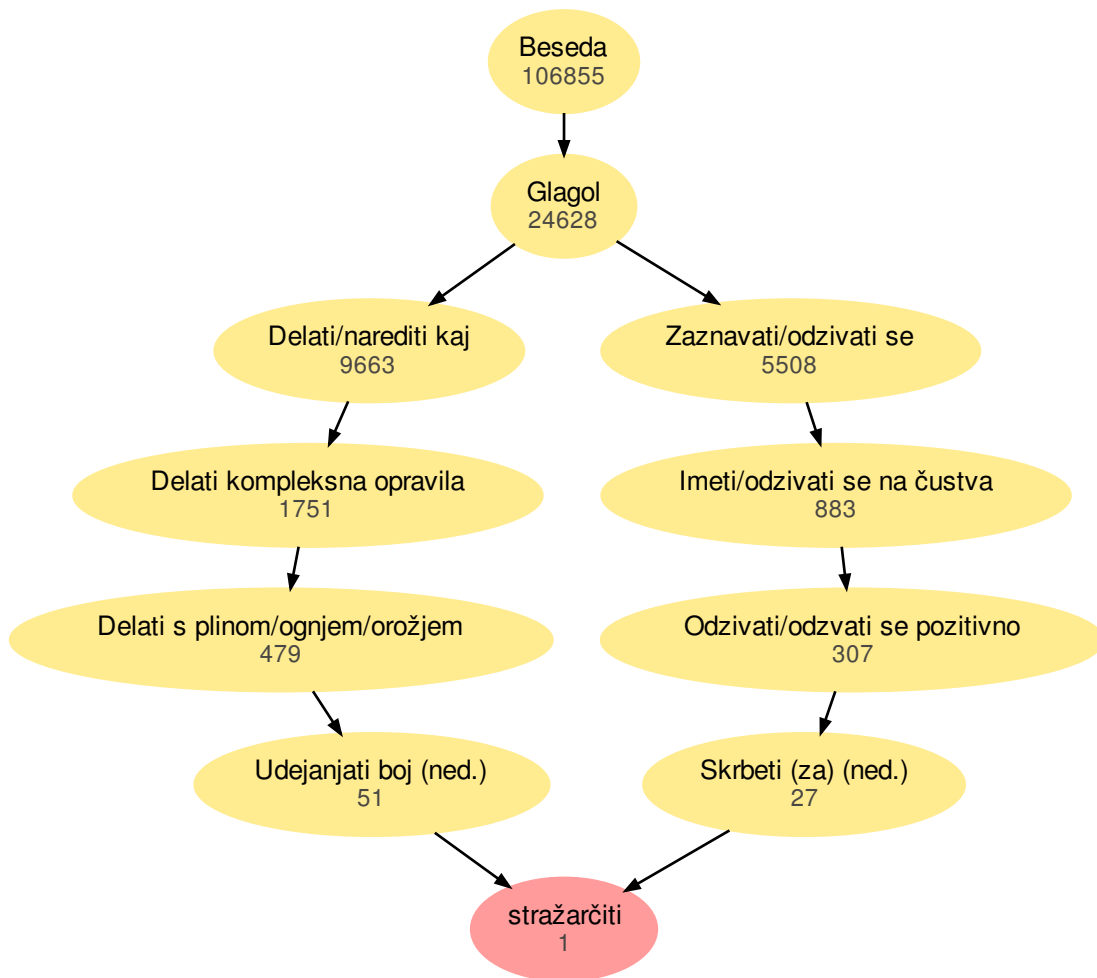 Beseda
106855
Glagol
24628
Delati/narediti kaj
9663
Zaznavati/odzivati se
5508
Delati kompleksna opravila
1751
Imeti/odzivati se na čustva
883
Delati s plinom/ognjem/orožjem
479
Odzivati/odzvati se pozitivno
307
Udejanjati boj (ned.)
51
Skrbeti (za) (ned.)
27
stražarčiti
1